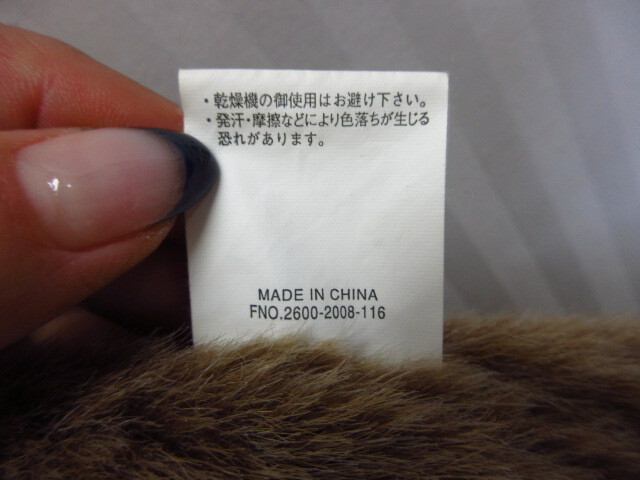 ・乾燥機の御使用はお避け下さい。
・発汗・摩擦などにより色落ちが生じる
恐れがあります。
MADE IN CHINA
FNO.2600-2008-116